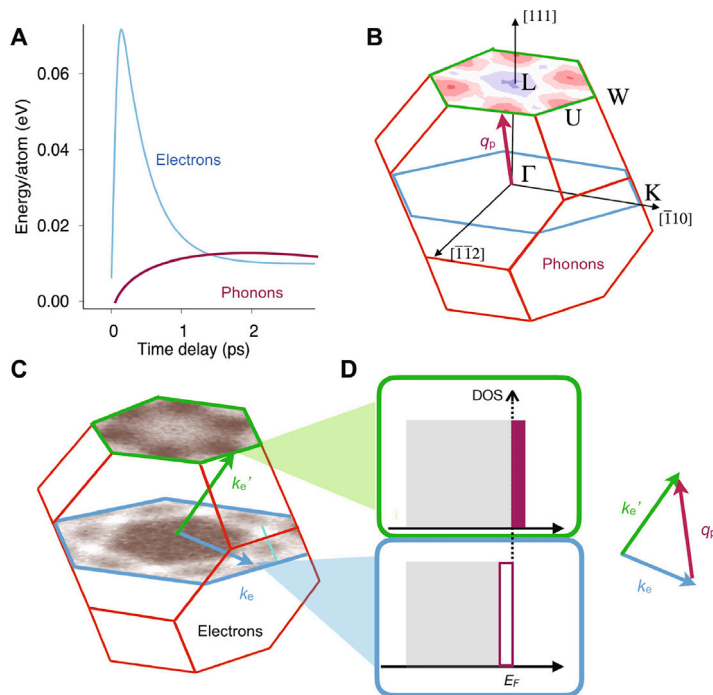 A
Energy/atom (eV)
0.06
0.04
0.02
0.00
Electrons
Phonons
0
1
2
Time delay (ps)
B
[111]
L
W
U
qₚ
Γ
K
[1̅10]
[1̅1̅2]
Phonons
C
kₑ’
kₑ
Electrons
D
DOS
E_F
kₑ’
qₚ
kₑ